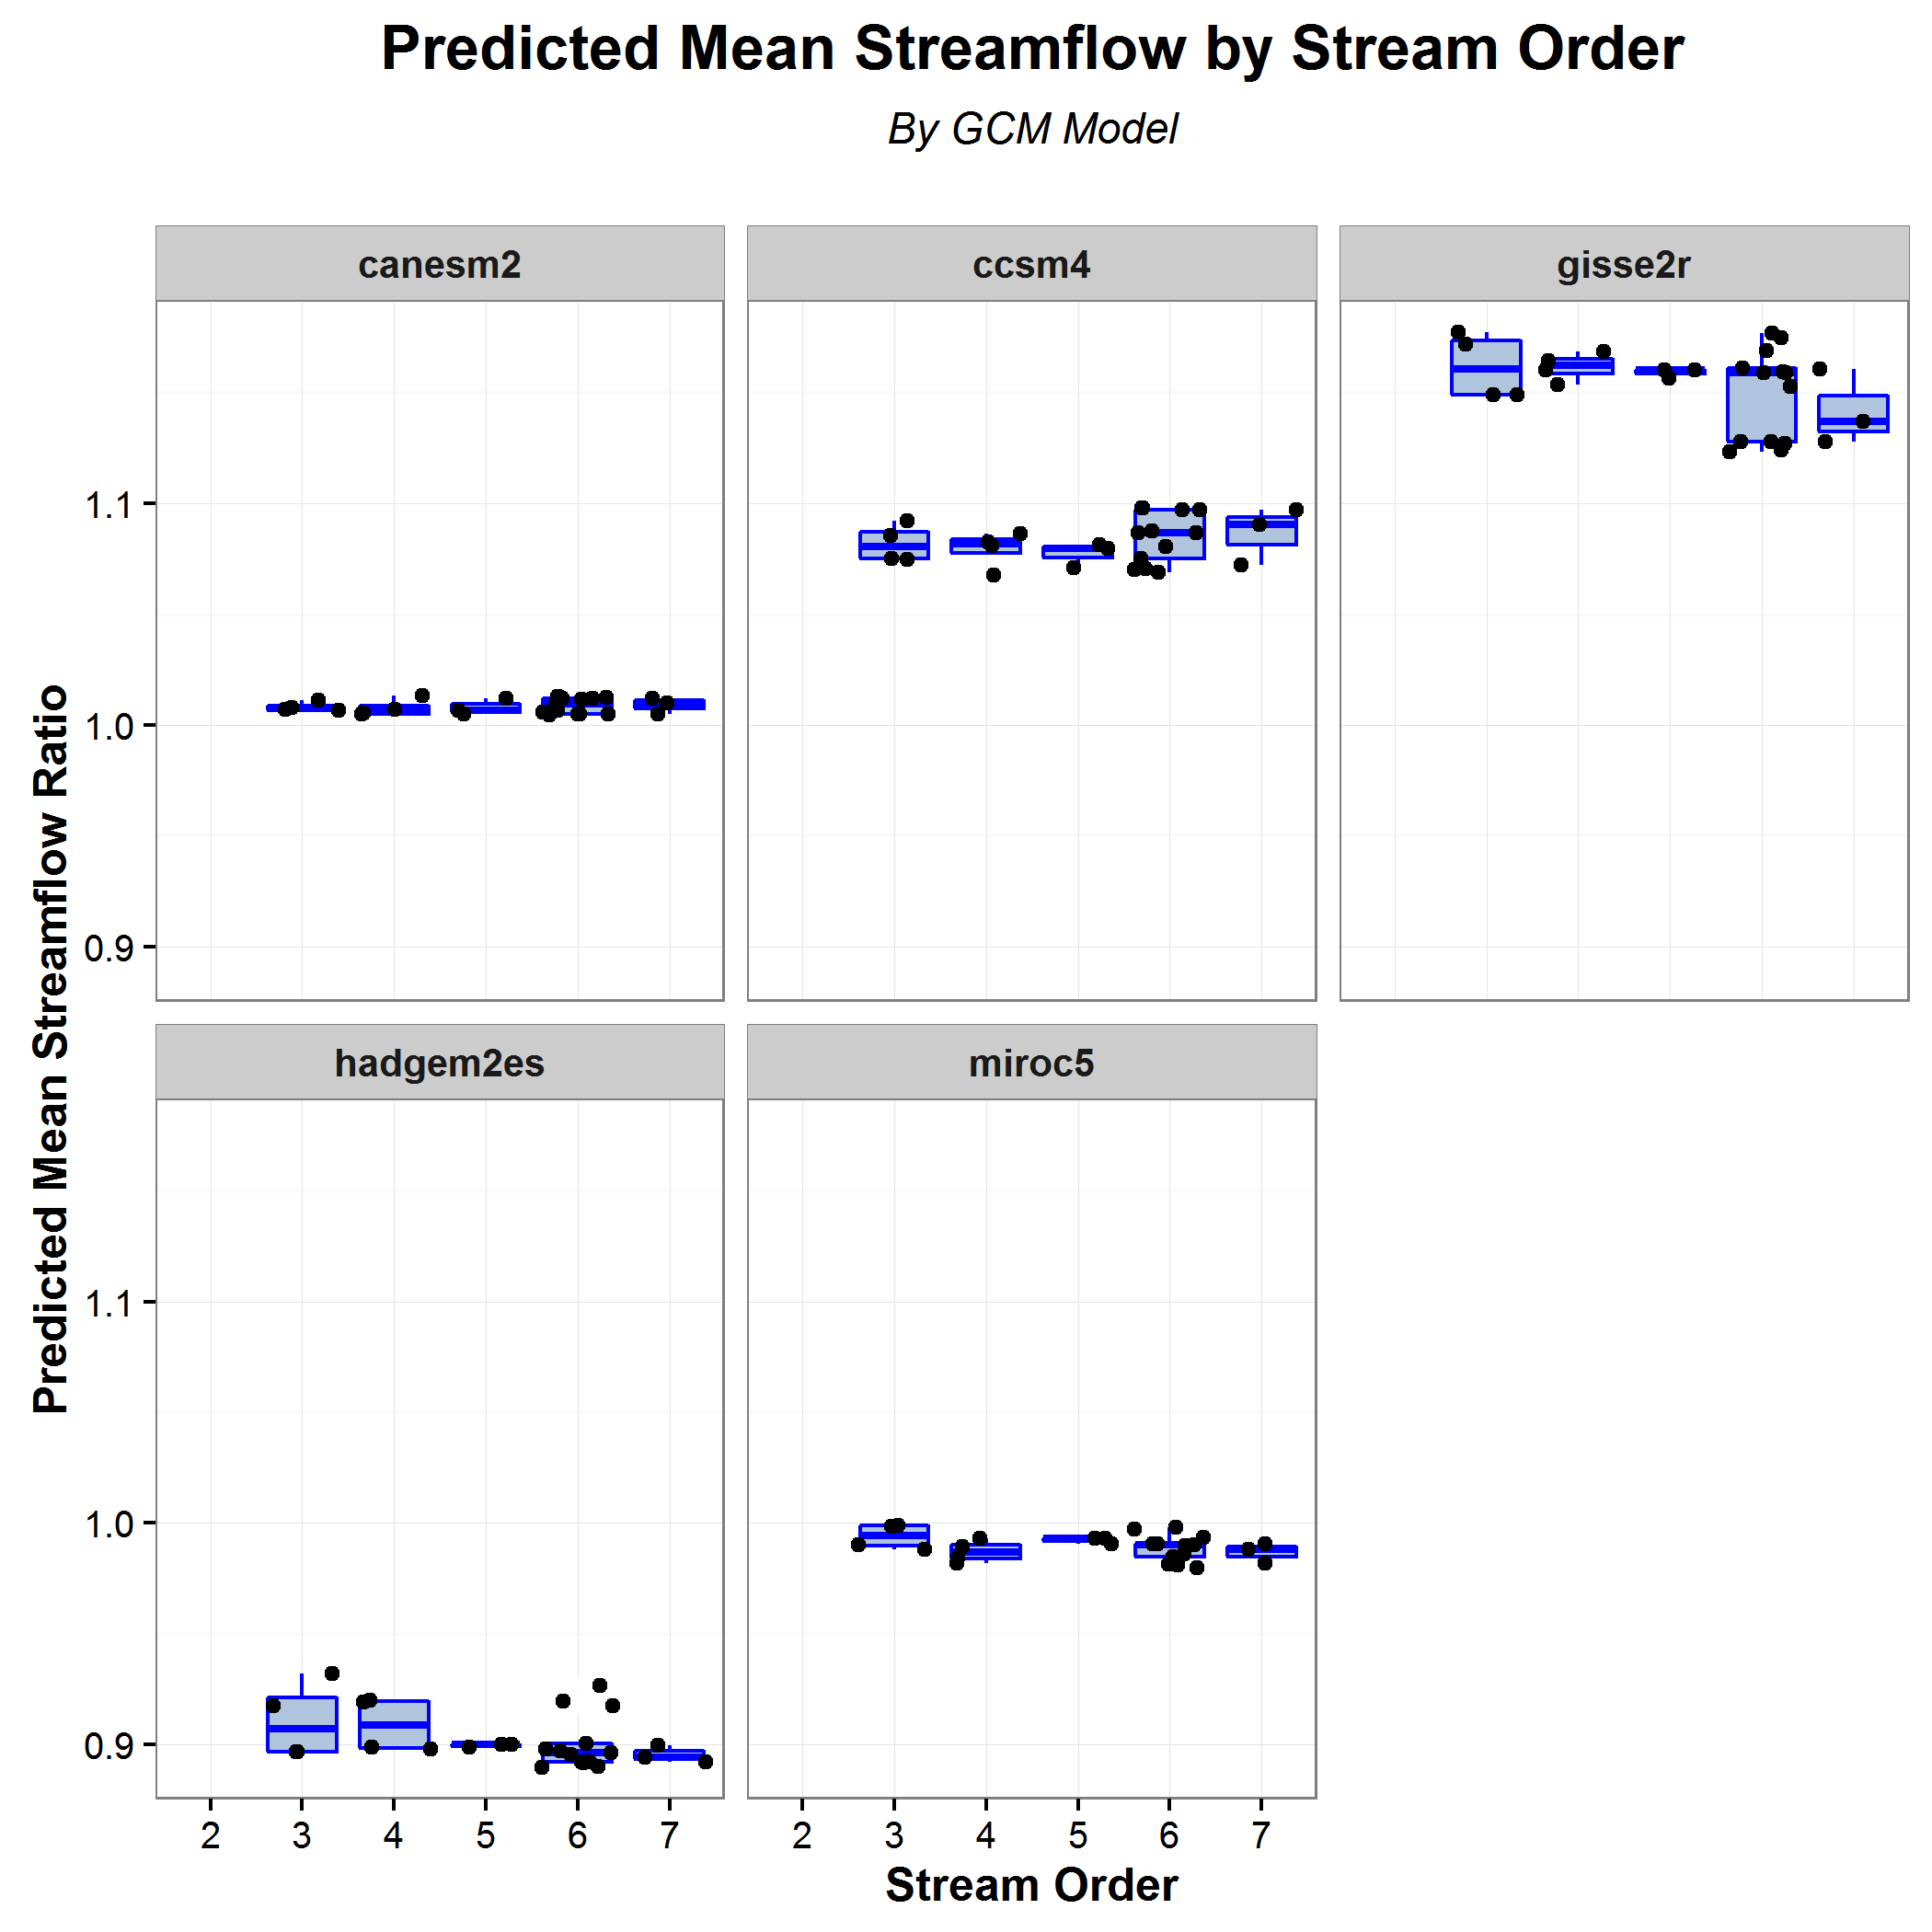 Predicted Mean Streamflow by Stream Order
By GCM Model
canesm2
ccsm4
gisse2r
1.1
1.0
0.9
Predicted Mean Streamflow Ratio
hadgem2es
miroc5
1.1
1.0
0.9
2 3 4 5 6 7
2 3 4 5 6 7
Stream Order